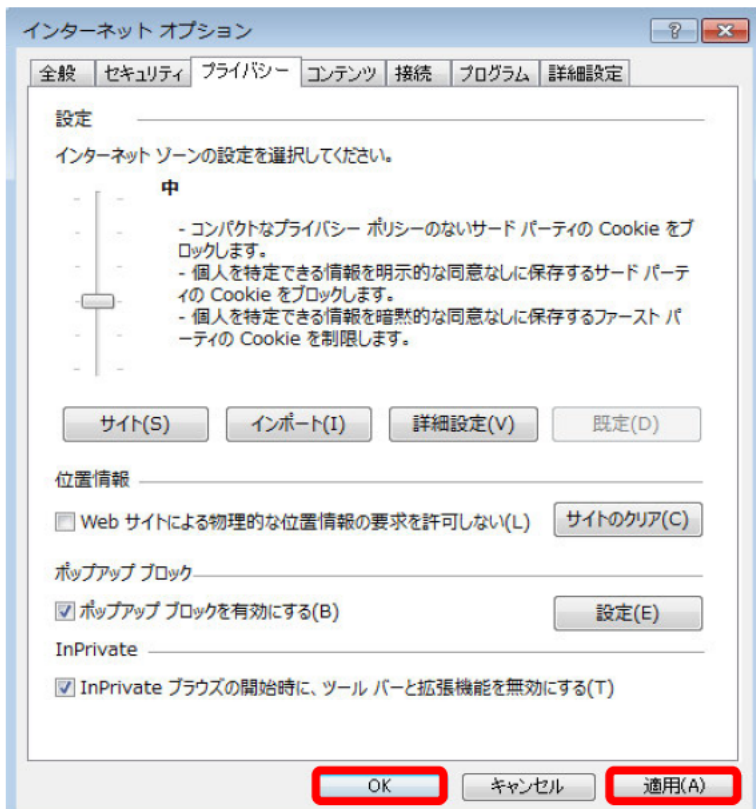 インターネット オプション
全般 セキュリティ プライバシー コンテンツ 接続 プログラム 詳細設定
設定
インターネット ゾーンの設定を選択してください。
中
- コンパクトなプライバシー ポリシーのないサード パーティの Cookie をブ
ロックします。
- 個人を特定できる情報を明示的な同意なしに保存するサード パーテ
ィの Cookie をブロックします。
- 個人を特定できる情報を暗黙的な同意なしに保存するファースト パ
ーティの Cookie を制限します。
サイト(S) インポート(I) 詳細設定(V) 既定(D)
位置情報
Web サイトによる物理的な位置情報の要求を許可しない(L) サイトのクリア(C)
ポップアップ ブロック
ポップアップ ブロックを有効にする(B) 設定(E)
InPrivate
InPrivate ブラウズの開始時に、ツール バーと拡張機能を無効にする(T)
OK キャンセル 適用(A)